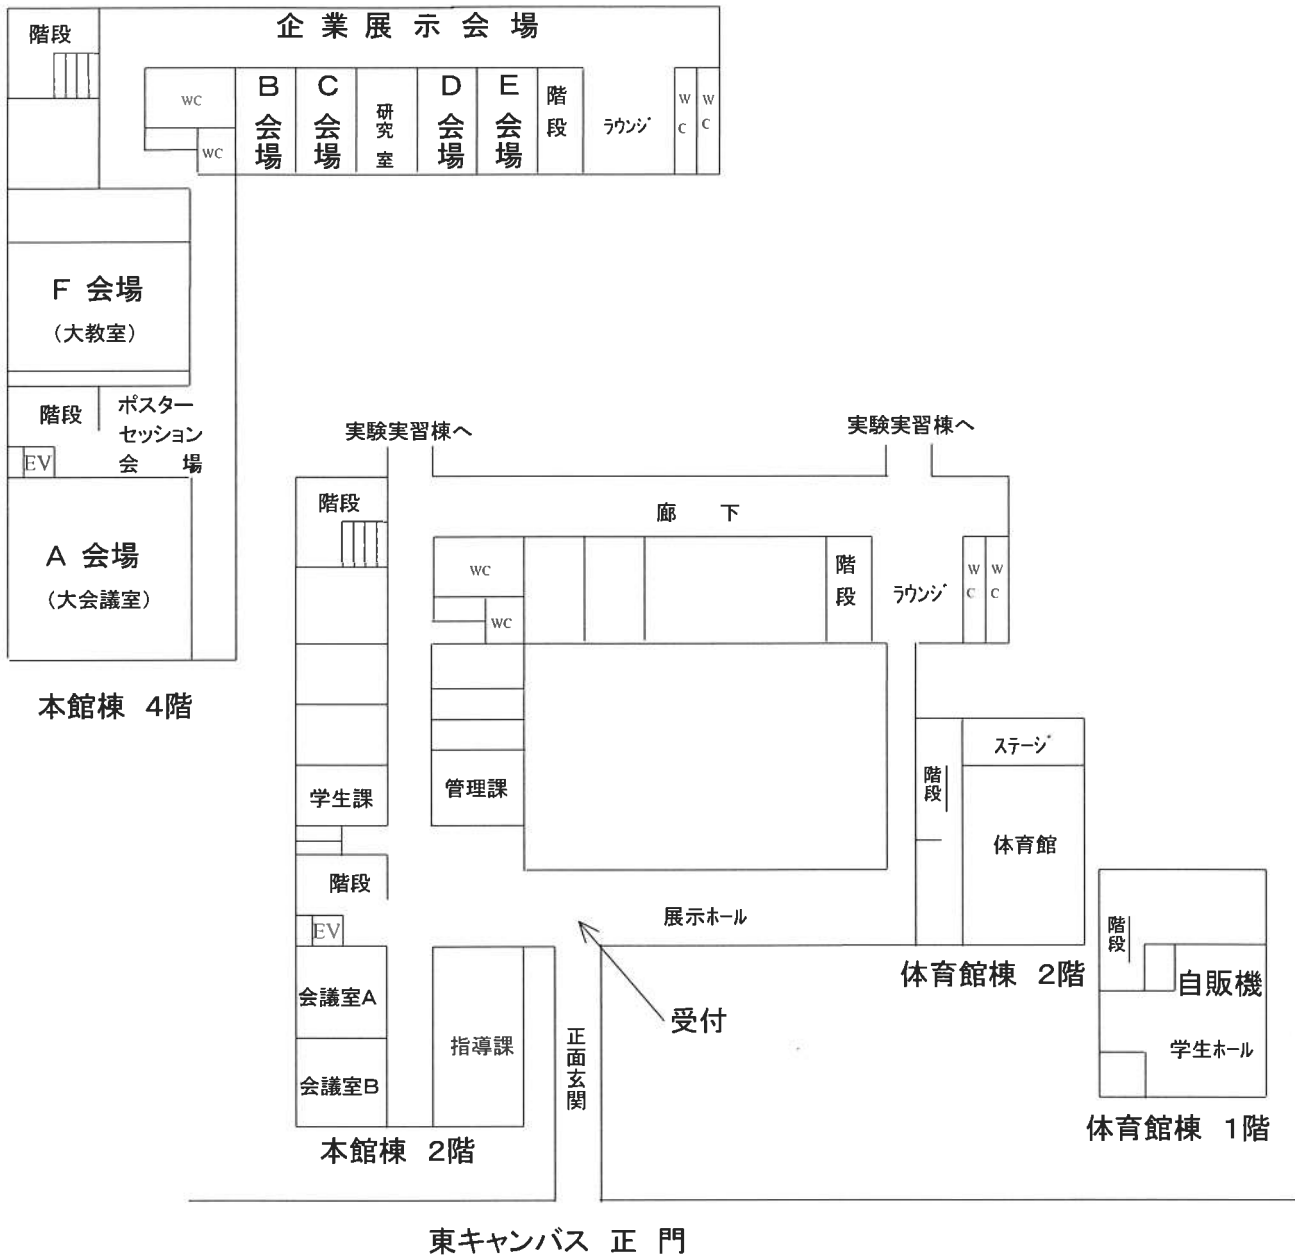 階段
企業展示会場
WC
WC
B会場
C会場
研究室
D会場
E会場
階段
ラウンジ
WC
WC
F 会場
（大教室）
階段
ポスター
セッション
会 場
EV
A 会場
（大会議室）
本館棟 4階
実験実習棟へ
実験実習棟へ
階段
廊 下
WC
WC
階段
ラウンジ
WC
WC
学生課
管理課
階段
ステージ
体育館
階段
EV
展示ホール
会議室A
会議室B
指導課
正面玄関
受付
体育館棟 2階
階段
自販機
学生ホール
体育館棟 1階
本館棟 2階
東キャンバス 正 門